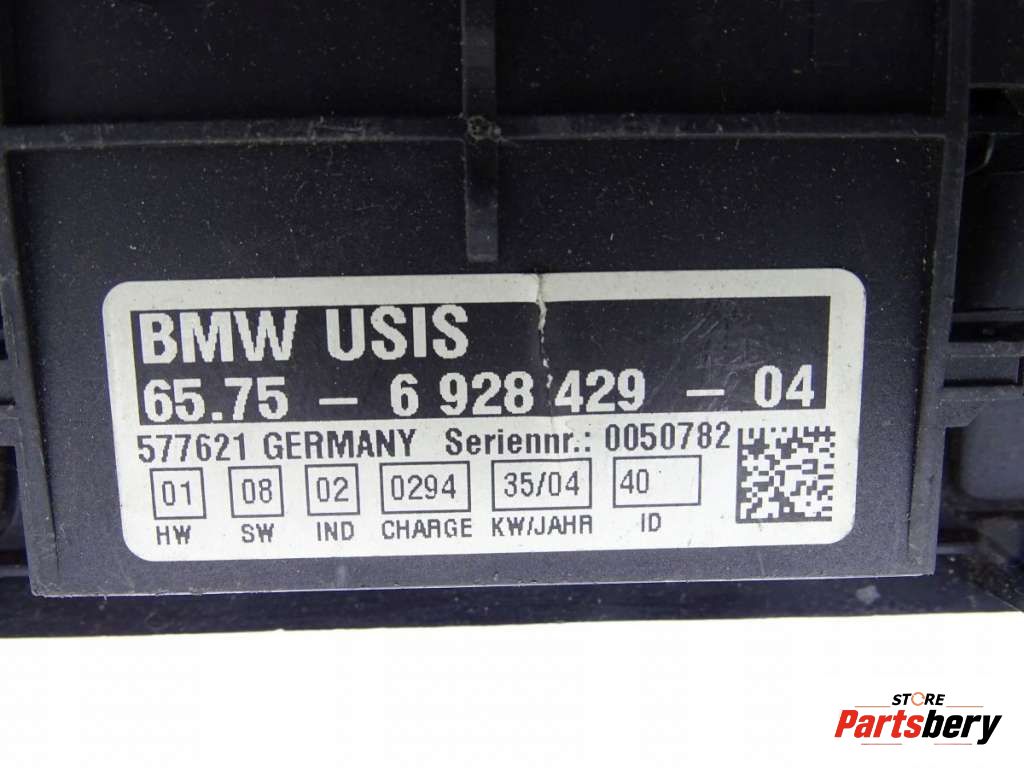 BMW USIS
65.75 - 6 928 429 - 04
577621 GERMANY Seriennr.: 0050782
01 08 02 0294 35/04 40
HW SW IND CHARGE KW/JAHR ID
STORE
Partsbery